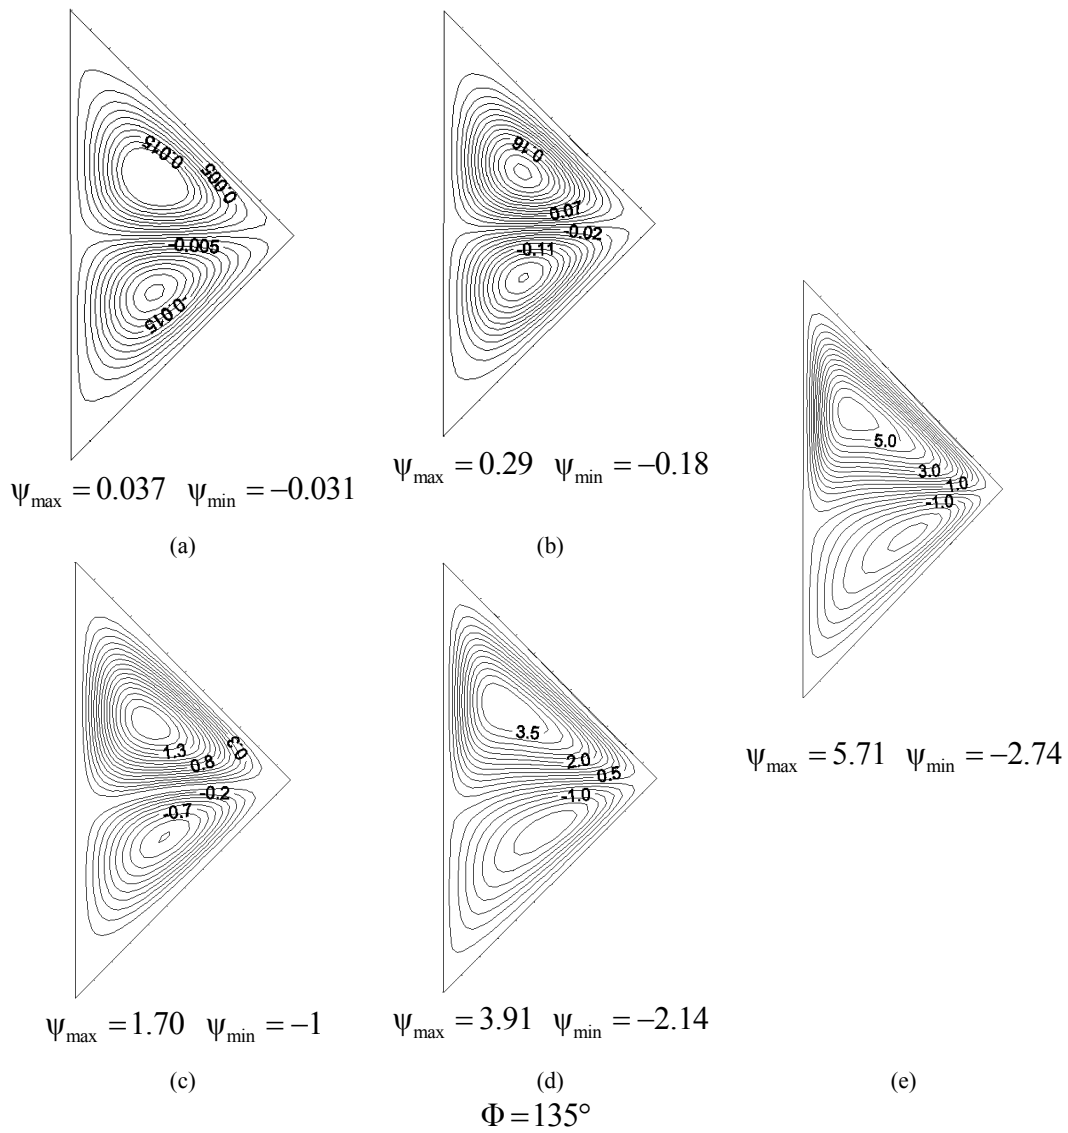 0.015
0.005
-0.005
-0.015
ψmax = 0.037 ψmin = −0.031
(a)
0.16
0.07
-0.02
-0.11
ψmax = 0.29 ψmin = −0.18
(b)
1.3
0.8
0.3
-0.2
-0.7
ψmax = 1.70 ψmin = −1
(c)
3.5
2.0
0.5
-1.0
ψmax = 3.91 ψmin = −2.14
(d)
5.0
3.0
1.0
-1.0
ψmax = 5.71 ψmin = −2.74
(e)
Φ = 135°